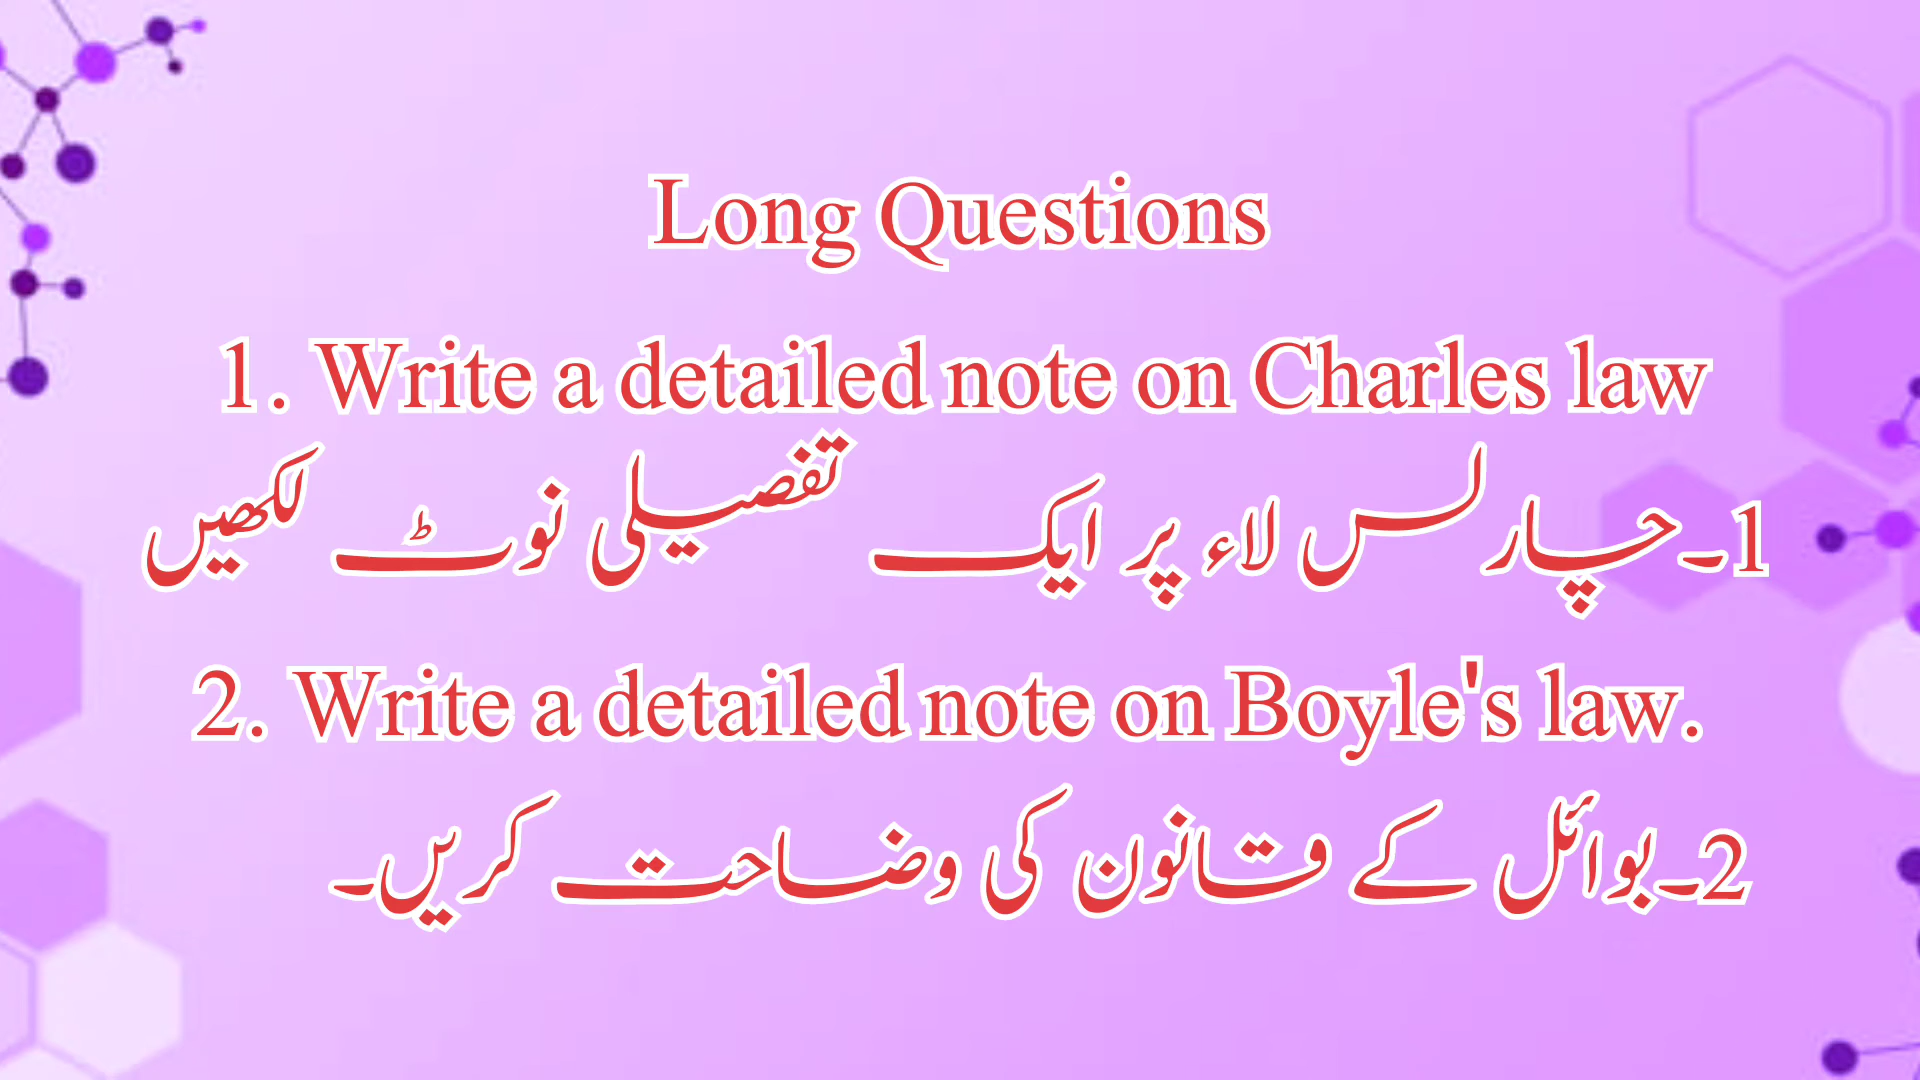 Long Questions
1. Write a detailed note on Charles law
1۔چارلس لاء پر ایک تفصیلی نوٹ لکھیں
2. Write a detailed note on Boyle's law.
2۔بوائل کے قانون کی وضاحت کریں۔